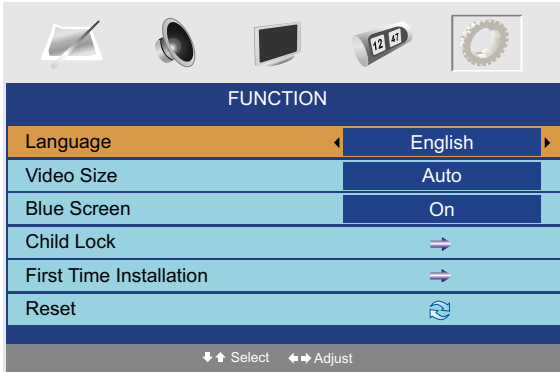 12 47
FUNCTION
Language English
Video Size Auto
Blue Screen On
Child Lock
First Time Installation
Reset
Select Adjust